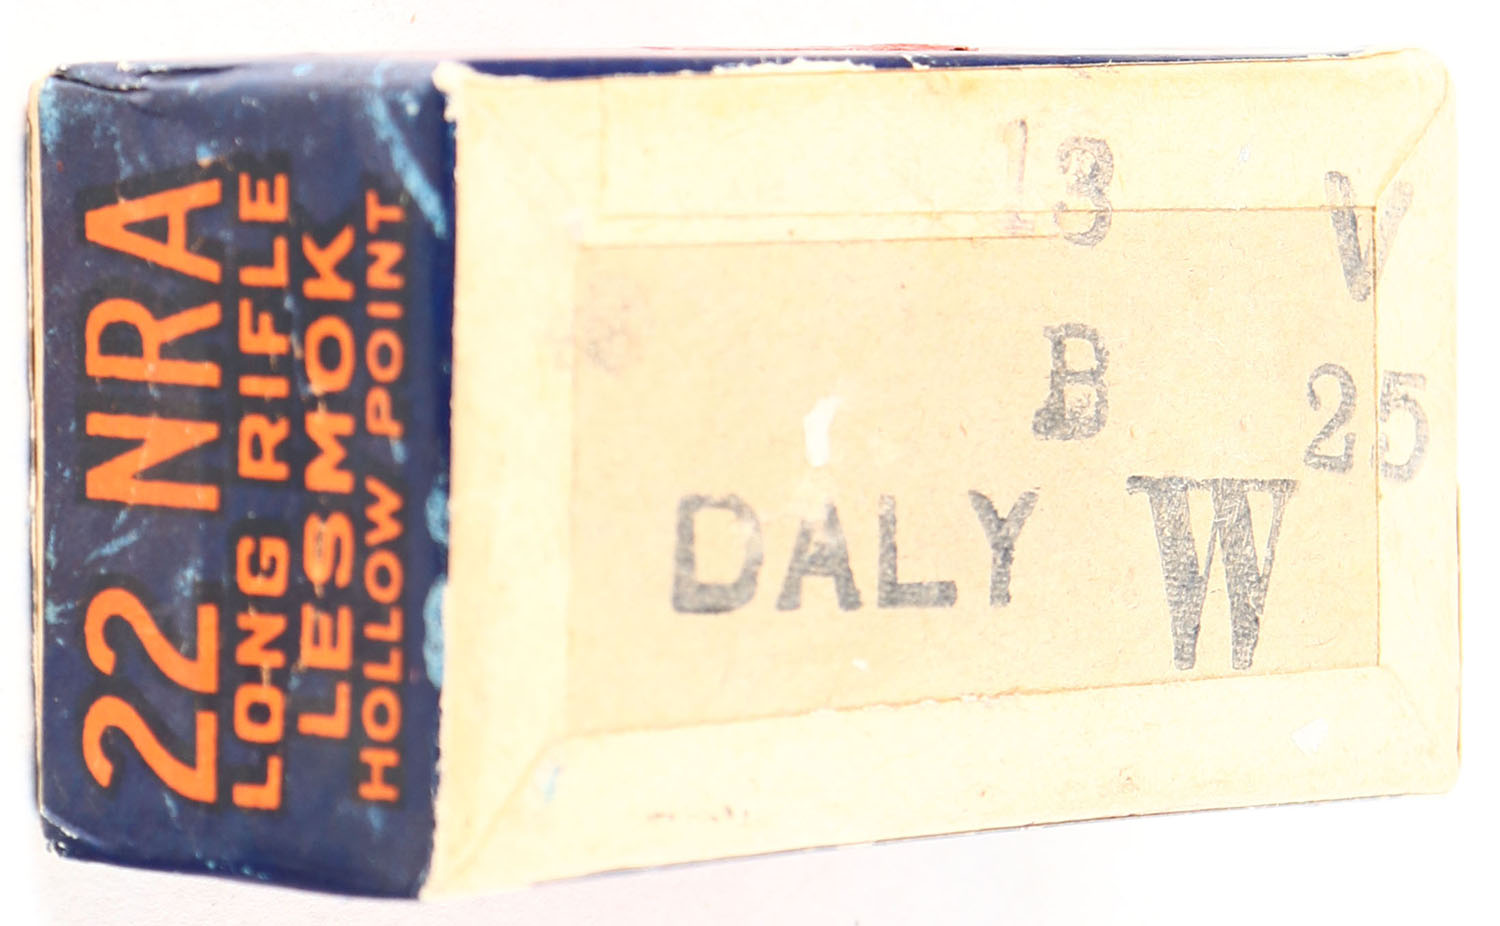 22 NRA
LONG RIFLE
LESMOK
HOLLOW POINT
13 V
B 25
DALY W